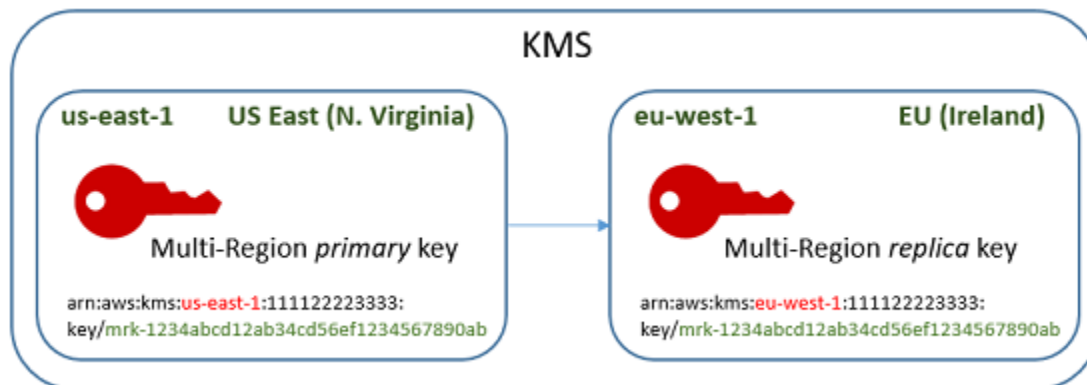 KMS
us-east-1 US East (N. Virginia)
Multi-Region primary key
arn:aws:kms:us-east-1:111122223333:
key/mrk-1234abcd12ab34cd56ef1234567890ab
eu-west-1 EU (Ireland)
Multi-Region replica key
arn:aws:kms:eu-west-1:111122223333:
key/mrk-1234abcd12ab34cd56ef1234567890ab